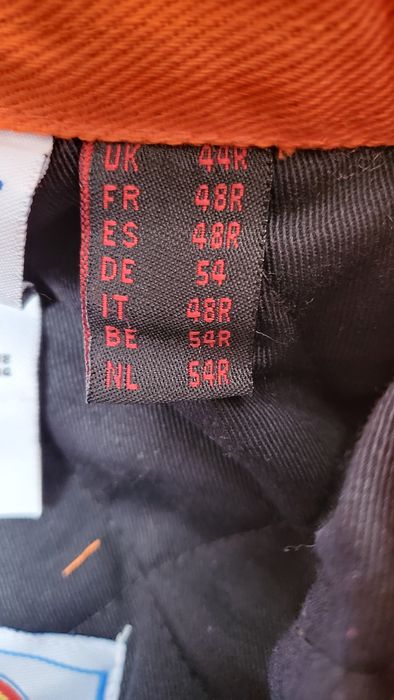 UK 44R
FR 48R
ES 48R
DE 54
IT 48R
BE 54R
NL 54R